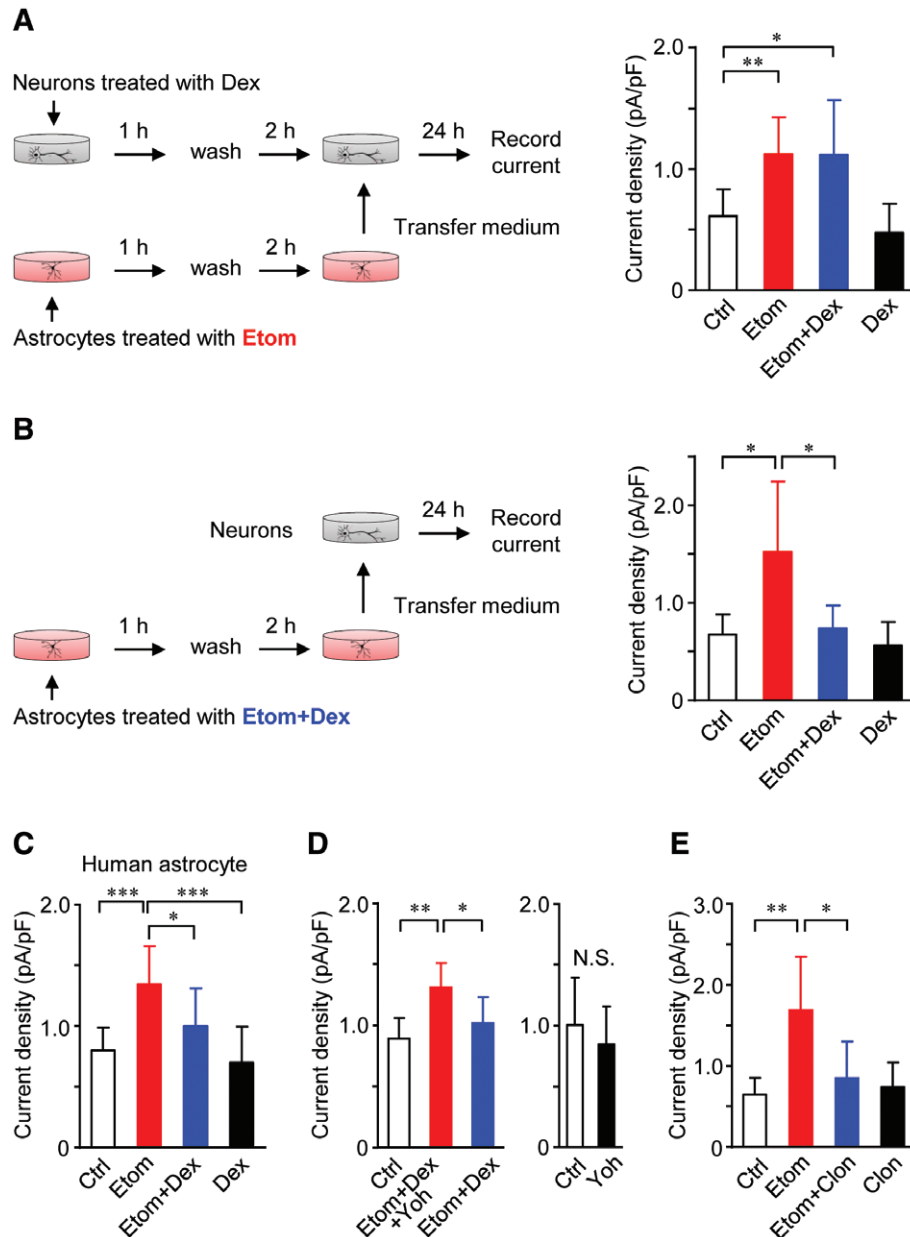 A
Neurons treated with Dex
1 h
wash
2 h
24 h
Record
current
Transfer medium
1 h
wash
2 h
Astrocytes treated with Etom
Current density (pA/pF)
2.0
1.0
0
*
**
Ctrl
Etom
Etom+Dex
Dex
B
Neurons
24 h
Record
current
Transfer medium
1 h
wash
2 h
Astrocytes treated with Etom+Dex
Current density (pA/pF)
2.0
1.0
0
*
*
Ctrl
Etom
Etom+Dex
Dex
C
Human astrocyte
Current density (pA/pF)
2.0
1.0
0
***
***
*
Ctrl
Etom
Etom+Dex
Dex
D
Current density (pA/pF)
2.0
1.0
0
**
*
Ctrl
Etom+Dex
+Yoh
Etom+Dex
2.0
1.0
0
N.S.
Ctrl
Yoh
E
Current density (pA/pF)
3.0
2.0
1.0
0
**
*
Ctrl
Etom
Etom+Clon
Clon